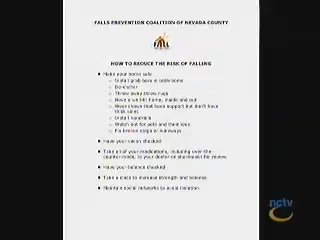 FALLS PREVENTION COALITION OF NEVADA COUNTY
FALL
HOW TO REDUCE THE RISK OF FALLING
Make your home safe
Install grab bars in bathrooms
De-clutter
Throw away throw rugs
Have a well lit home, inside and out
Wear shoes that have support but don't have
thick soles
Install handrails
Watch out for pets and their toys
Fix broken steps or walkways
Have your vision checked
Take all of your medications, including over-the-
counter meds, to your doctor or pharmacist for review
Have your balance checked
Take a class to increase strength and balance
Maintain social networks to avoid isolation
nctv